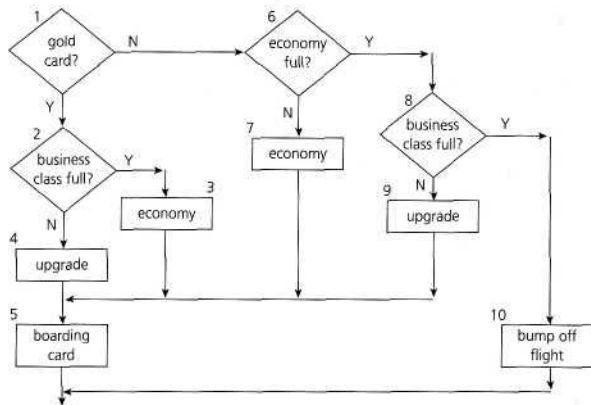 1
gold
card?
N
6
economy
full?
Y
Y
2
business
class full?
Y
N
7
economy
8
business
class full?
Y
3
economy
N
9
upgrade
N
4
upgrade
5
boarding
card
10
bump off
flight